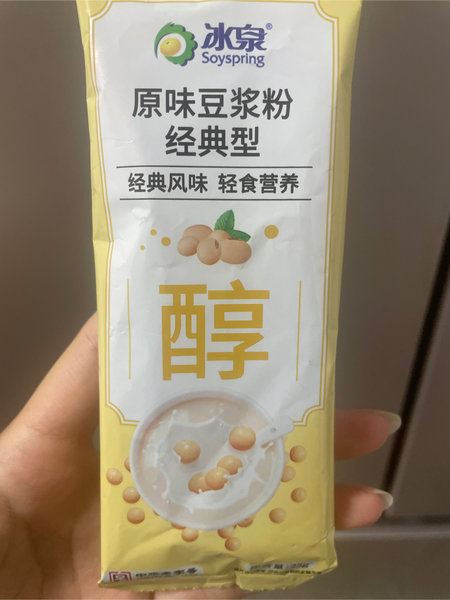 冰泉®
Soyspring
原味豆浆粉
经典型
经典风味 轻食营养
醇